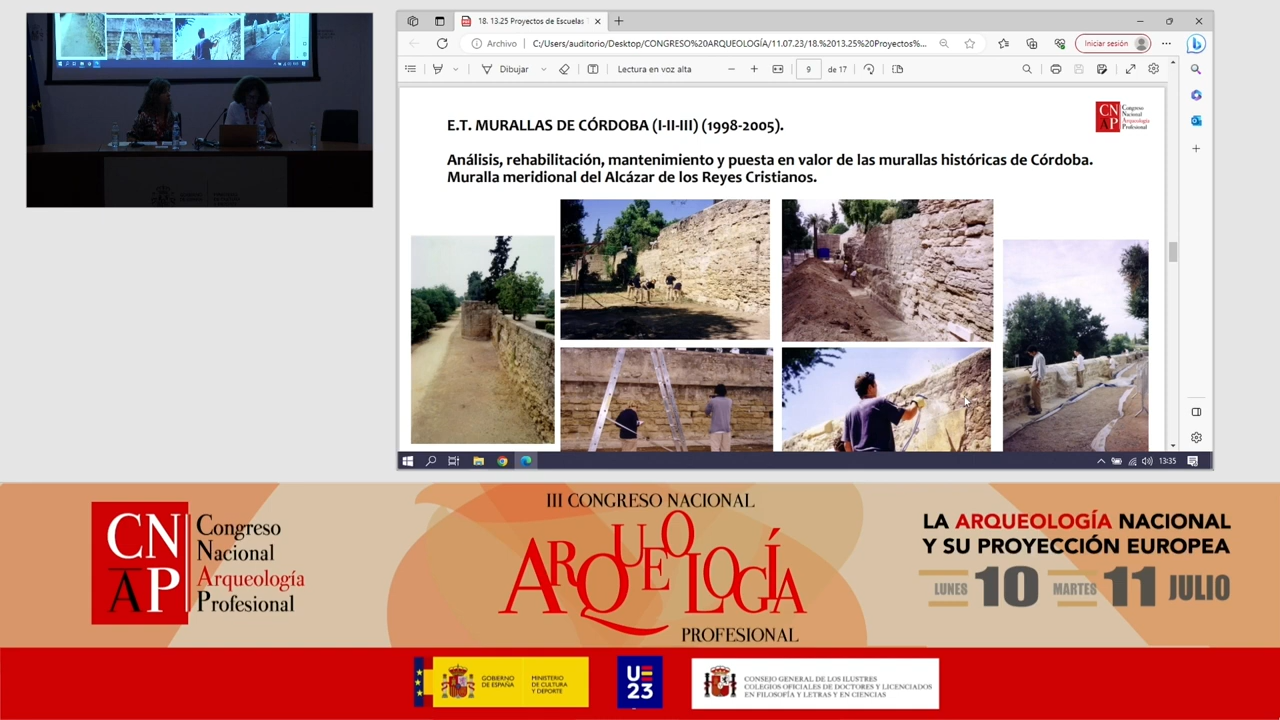 18. 13.25 Proyectos de Escuelas
Archivo
C:/Users/auditorio/Desktop/CONGRESO%20ARQUEOLOGÍA/11.07.23/18.%2013.25%20Proyectos%...
Iniciar sesión
Dibujar
Lectura en voz alta
9
de 17
E.T. MURALLAS DE CÓRDOBA (I-II-III) (1998-2005).
Congreso
Nacional
Arqueología
Profesional
Análisis, rehabilitación, mantenimiento y puesta en valor de las murallas históricas de Córdoba.
Muralla meridional del Alcázar de los Reyes Cristianos.
13:35
CN
AP
Congreso
Nacional
Arqueología
Profesional
III CONGRESO NACIONAL
ARQUEOLOGÍA
PROFESIONAL
LA ARQUEOLOGÍA NACIONAL
Y SU PROYECCIÓN EUROPEA
LUNES 10 MARTES 11 JULIO
GOBIERNO
DE ESPAÑA
MINISTERIO
DE CULTURA
Y DEPORTE
UE
23
CONSEJO GENERAL DE LOS ILUSTRES
COLEGIOS OFICIALES DE DOCTORES Y LICENCIADOS
EN FILOSOFÍA Y LETRAS Y EN CIENCIAS